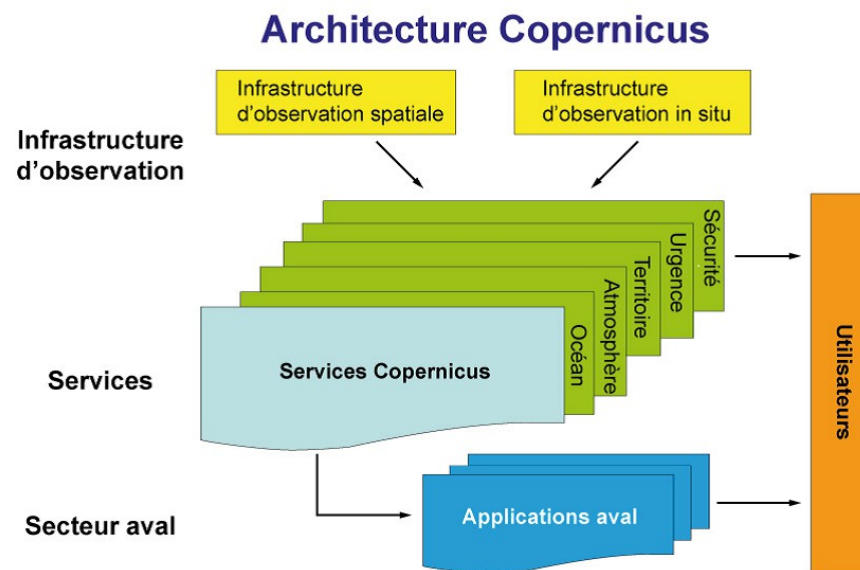 Architecture Copernicus
Infrastructure
d'observation spatiale
Infrastructure
d'observation in situ
Infrastructure
d'observation
Sécurité
Urgence
Territoire
Atmosphère
Océan
Services Copernicus
Services
Utilisateurs
Applications aval
Secteur aval